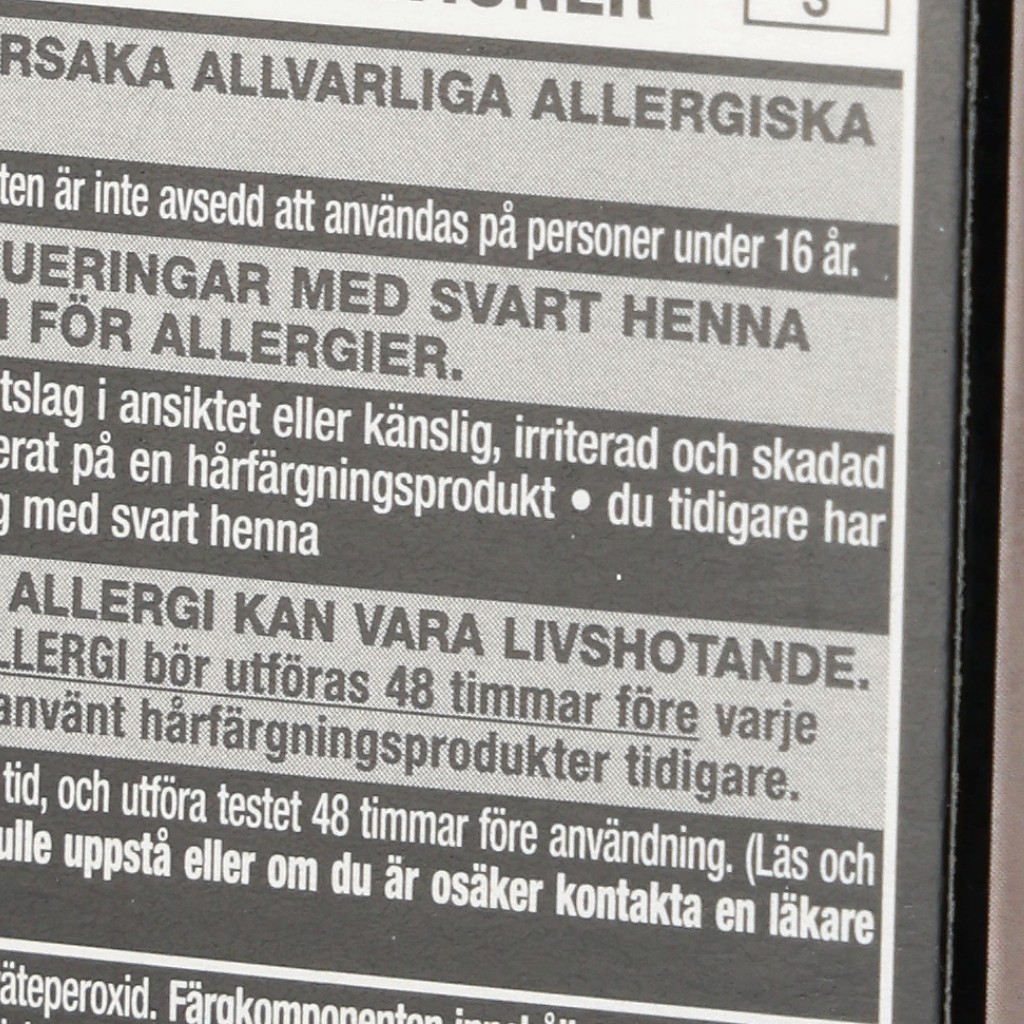 S
RSAKA ALLVARLIGA ALLERGISKA
ten är inte avsedd att användas på personer under 16 år.
UERINGAR MED SVART HENNA
FÖR ALLERGIER.
tslag i ansiktet eller känslig, irriterad och skadad
erat på en hårfärgningsprodukt • du tidigare har
g med svart henna
ALLERGI KAN VARA LIVSHOTANDE.
LLERGI bör utföras 48 timmar före varje
använt hårfärgningsprodukter tidigare.
tid, och utföra testet 48 timmar före användning. (Läs och
ulle uppstå eller om du är osäker kontakta en läkare
äteperoxid. Färgkomponenten